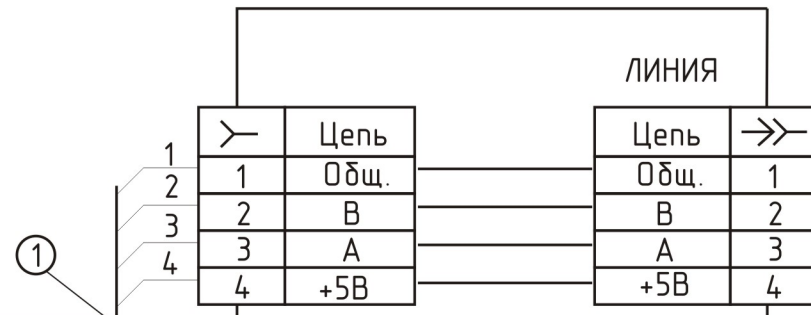 ЛИНИЯ
Цепь Цепь
1 1 Общ. Общ. 1
2 2 В В 2
3 3 А А 3
4 4 +5В +5В 4
1